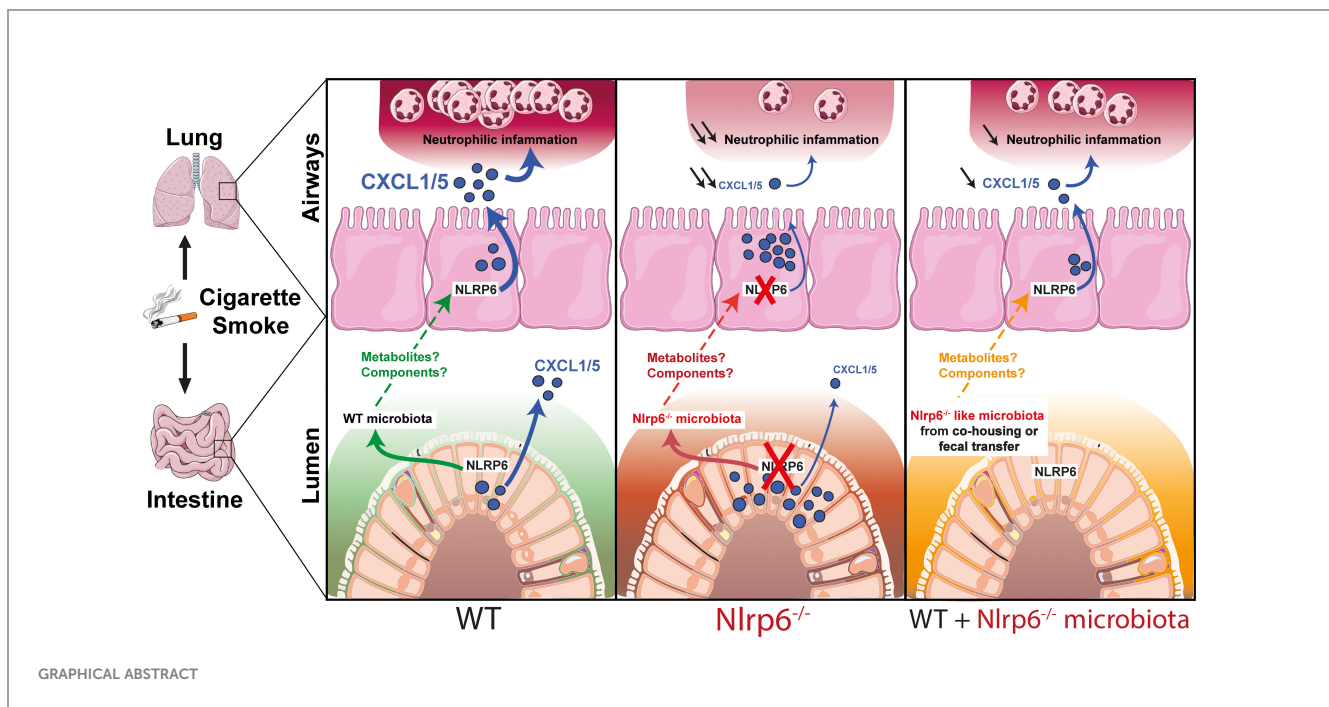 Lung
Cigarette
Smoke
Intestine
Airways
Lumen
Neutrophilic infammation
CXCL1/5
NLRP6
Metabolites?
Components?
CXCL1/5
WT microbiota
NLRP6
WT
Neutrophilic infammation
CXCL1/5
NLRP6
Metabolites?
Components?
CXCL1/5
Nlrp6-/- microbiota
NLRP6
Nlrp6-/-
Neutrophilic infammation
CXCL1/5
NLRP6
Metabolites?
Components?
Nlrp6-/- like microbiota
from co-housing or
fecal transfer
NLRP6
WT + Nlrp6-/- microbiota
GRAPHICAL ABSTRACT